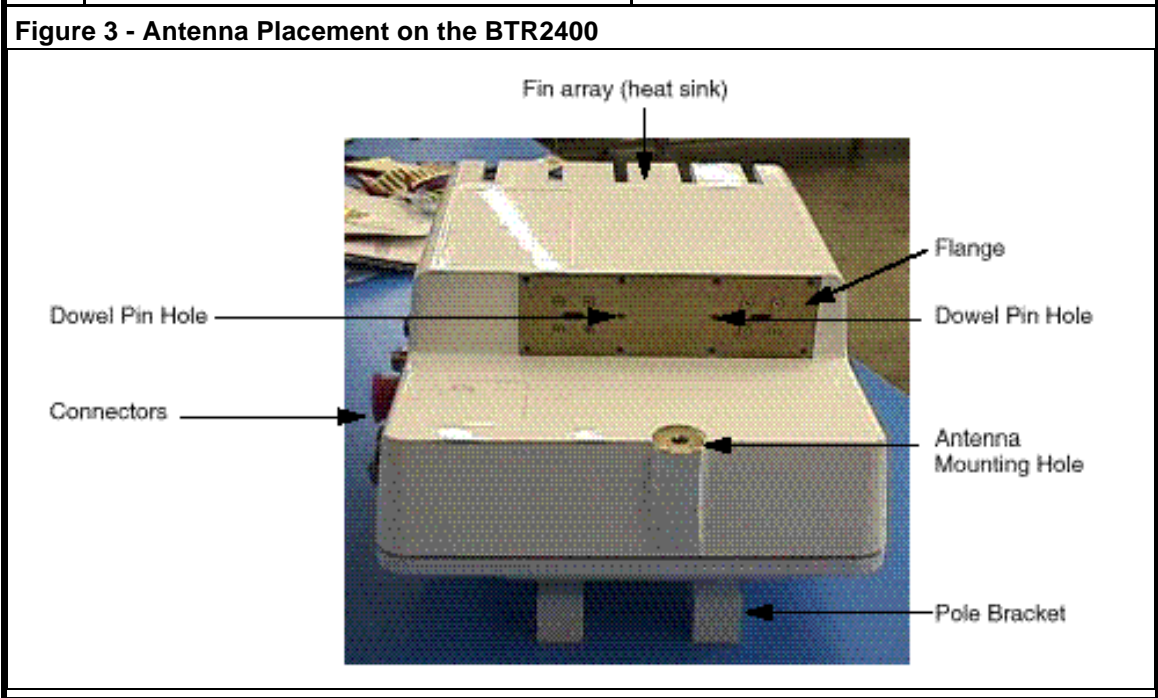 Figure 3 - Antenna Placement on the BTR2400
Fin array (heat sink)
Flange
Dowel Pin Hole
Dowel Pin Hole
Connectors
Antenna
Mounting Hole
Pole Bracket